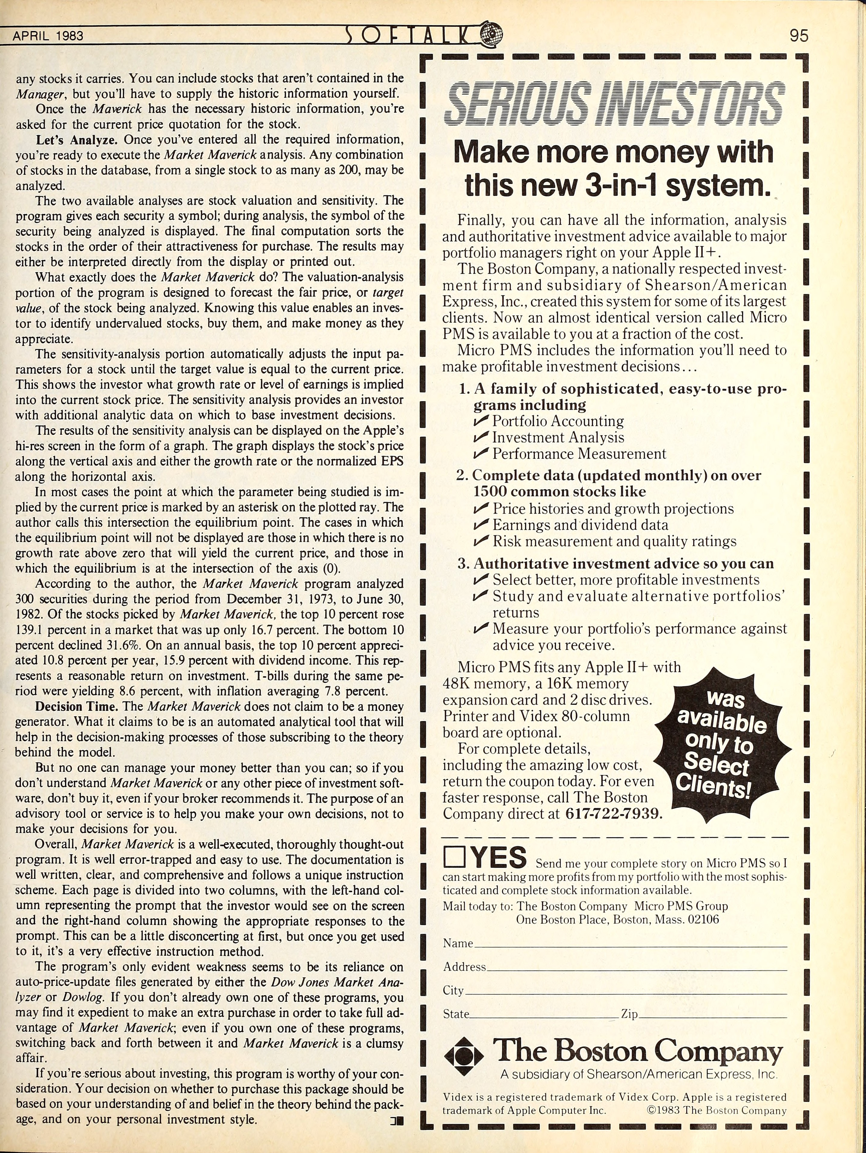 APRIL 1983
SOFTALK
95
any stocks it carries. You can include stocks that aren't contained in the
Manager, but you'll have to supply the historic information yourself.
Once the Maverick has the necessary historic information, you're
asked for the current price quotation for the stock.
Let's Analyze. Once you've entered all the required information,
you're ready to execute the Market Maverick analysis. Any combination
of stocks in the database, from a single stock to as many as 200, may be
analyzed.
The two available analyses are stock valuation and sensitivity. The
program gives each security a symbol; during analysis, the symbol of the
security being analyzed is displayed. The final computation sorts the
stocks in the order of their attractiveness for purchase. The results may
either be interpreted directly from the display or printed out.
What exactly does the Market Maverick do? The valuation-analysis
portion of the program is designed to forecast the fair price, or target
value, of the stock being analyzed. Knowing this value enables an inves-
tor to identify undervalued stocks, buy them, and make money as they
appreciate.
The sensitivity-analysis portion automatically adjusts the input pa-
rameters for a stock until the target value is equal to the current price.
This shows the investor what growth rate or level of earnings is implied
into the current stock price. The sensitivity analysis provides an investor
with additional analytic data on which to base investment decisions.
The results of the sensitivity analysis can be displayed on the Apple's
hi-res screen in the form of a graph. The graph displays the stock's price
along the vertical axis and either the growth rate or the normalized EPS
along the horizontal axis.
In most cases the point at which the parameter being studied is im-
plied by the current price is marked by an asterisk on the plotted ray. The
author calls this intersection the equilibrium point. The cases in which
the equilibrium point will not be displayed are those in which there is no
growth rate above zero that will yield the current price, and those in
which the equilibrium is at the intersection of the axis (0).
According to the author, the Market Maverick program analyzed
300 securities during the period from December 31, 1973, to June 30,
1982. Of the stocks picked by Market Maverick, the top 10 percent rose
139.1 percent in a market that was up only 16.7 percent. The bottom 10
percent declined 31.6%. On an annual basis, the top 10 percent appreci-
ated 10.8 percent per year, 15.9 percent with dividend income. This rep-
resents a reasonable return on investment. T-bills during the same pe-
riod were yielding 8.6 percent, with inflation averaging 7.8 percent.
Decision Time. The Market Maverick does not claim to be a money
generator. What it claims to be is an automated analytical tool that will
help in the decision-making processes of those subscribing to the theory
behind the model.
But no one can manage your money better than you can; so if you
don't understand Market Maverick or any other piece of investment soft-
ware, don't buy it, even if your broker recommends it. The purpose of an
advisory tool or service is to help you make your own decisions, not to
make your decisions for you.
Overall, Market Maverick is a well-executed, thoroughly thought-out
program. It is well error-trapped and easy to use. The documentation is
well written, clear, and comprehensive and follows a unique instruction
scheme. Each page is divided into two columns, with the left-hand col-
umn representing the prompt that the investor would see on the screen
and the right-hand column showing the appropriate responses to the
prompt. This can be a little disconcerting at first, but once you get used
to it, it's a very effective instruction method.
The program's only evident weakness seems to be its reliance on
auto-price-update files generated by either the Dow Jones Market Ana-
lyzer or Dowlog. If you don't already own one of these programs, you
may find it expedient to make an extra purchase in order to take full ad-
vantage of Market Maverick; even if you own one of these programs,
switching back and forth between it and Market Maverick is a clumsy
affair.
If you're serious about investing, this program is worthy of your con-
sideration. Your decision on whether to purchase this package should be
based on your understanding of and belief in the theory behind the pack-
age, and on your personal investment style.
SERIOUS INVESTORS
Make more money with
this new 3-in-1 system.
Finally, you can have all the information, analysis
and authoritative investment advice available to major
portfolio managers right on your Apple II+.
The Boston Company, a nationally respected invest-
ment firm and subsidiary of Shearson/American
Express, Inc., created this system for some of its largest
clients. Now an almost identical version called Micro
PMS is available to you at a fraction of the cost.
Micro PMS includes the information you'll need to
make profitable investment decisions...
1. A family of sophisticated, easy-to-use pro-
grams including
✔ Portfolio Accounting
✔ Investment Analysis
✔ Performance Measurement
2. Complete data (updated monthly) on over
1500 common stocks like
✔ Price histories and growth projections
✔ Earnings and dividend data
✔ Risk measurement and quality ratings
3. Authoritative investment advice so you can
✔ Select better, more profitable investments
✔ Study and evaluate alternative portfolios'
returns
✔ Measure your portfolio's performance against
advice you receive.
Micro PMS fits any Apple II+ with
48K memory, a 16K memory
expansion card and 2 disc drives.
Printer and Videx 80-column
board are optional.
For complete details,
including the amazing low cost,
return the coupon today. For even
faster response, call The Boston
Company direct at 617-722-7939.
was
available
only to
Select
Clients!
YES Send me your complete story on Micro PMS so I
can start making more profits from my portfolio with the most sophis-
ticated and complete stock information available.
Mail today to: The Boston Company Micro PMS Group
One Boston Place, Boston, Mass. 02106
Name
Address
City
State Zip
The Boston Company
A subsidiary of Shearson/American Express, Inc.
Videx is a registered trademark of Videx Corp. Apple is a registered
trademark of Apple Computer Inc. ©1983 The Boston Company